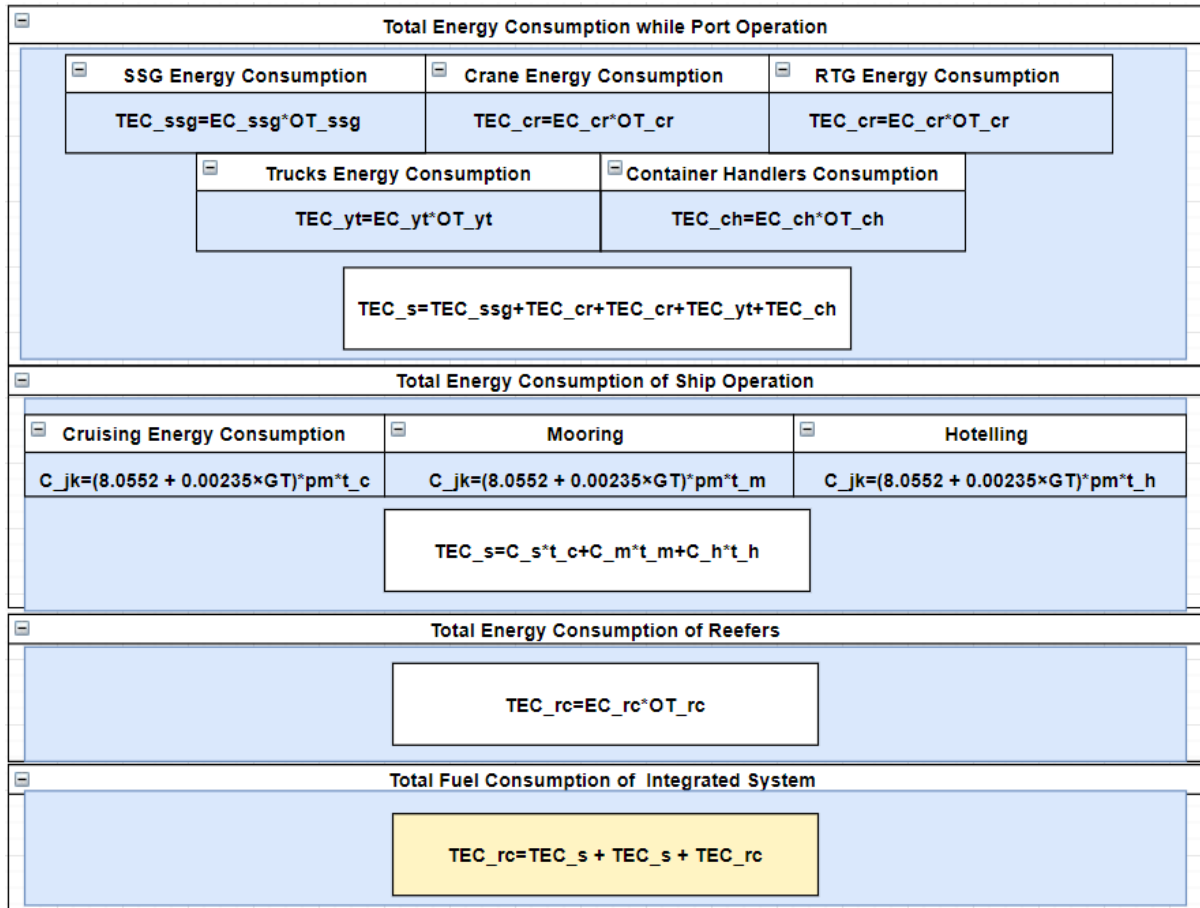 Total Energy Consumption while Port Operation
SSG Energy Consumption
Crane Energy Consumption
RTG Energy Consumption
TEC_ssg=EC_ssg*OT_ssg
TEC_cr=EC_cr*OT_cr
TEC_cr=EC_cr*OT_cr
Trucks Energy Consumption
Container Handlers Consumption
TEC_yt=EC_yt*OT_yt
TEC_ch=EC_ch*OT_ch
TEC_s=TEC_ssg+TEC_cr+TEC_cr+TEC_yt+TEC_ch
Total Energy Consumption of Ship Operation
Cruising Energy Consumption
Mooring
Hotelling
C_jk=(8.0552 + 0.00235×GT)*pm*t_c
C_jk=(8.0552 + 0.00235×GT)*pm*t_m
C_jk=(8.0552 + 0.00235×GT)*pm*t_h
TEC_s=C_s*t_c+C_m*t_m+C_h*t_h
Total Energy Consumption of Reefers
TEC_rc=EC_rc*OT_rc
Total Fuel Consumption of Integrated System
TEC_rc=TEC_s + TEC_s + TEC_rc